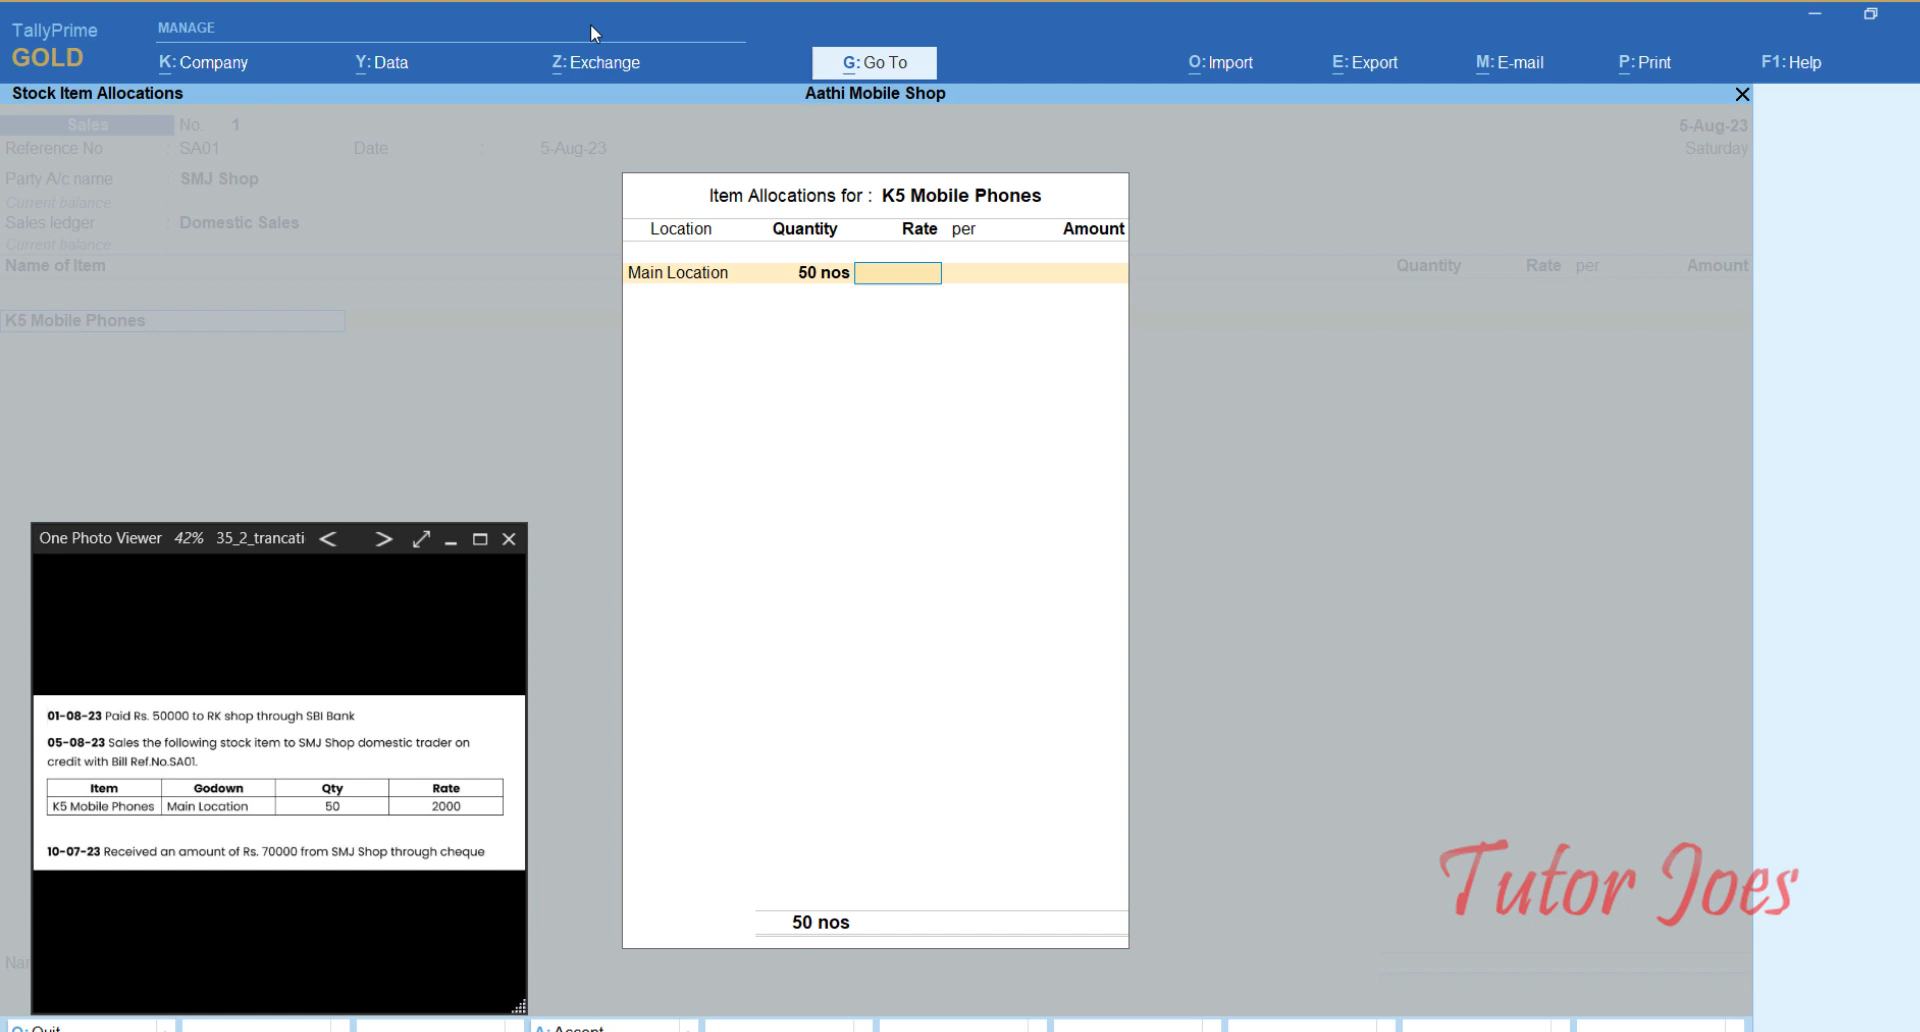 TallyPrime
GOLD
MANAGE
K: Company
Y: Data
Z: Exchange
G: Go To
O: Import
E: Export
M: E-mail
P: Print
F1: Help
Stock Item Allocations
Aathi Mobile Shop
Sales No. 1
5-Aug-23
Reference No : SA01 Date : 5-Aug-23
Saturday
Party A/c name : SMJ Shop
Current balance
Sales ledger : Domestic Sales
Current balance
Name of Item
Quantity Rate per Amount
K5 Mobile Phones
Item Allocations for : K5 Mobile Phones
Location Quantity Rate per Amount
Main Location 50 nos
50 nos
One Photo Viewer 42% 35_2_trancati
01-08-23 Paid Rs. 50000 to RK shop through SBI Bank
05-08-23 Sales the following stock item to SMJ Shop domestic trader on
credit with Bill Ref.No.SA01.
Item Godown Qty Rate
K5 Mobile Phones Main Location 50 2000
10-07-23 Received an amount of Rs. 70000 from SMJ Shop through cheque
Tutor Joes
Q: Quit
A: Accept